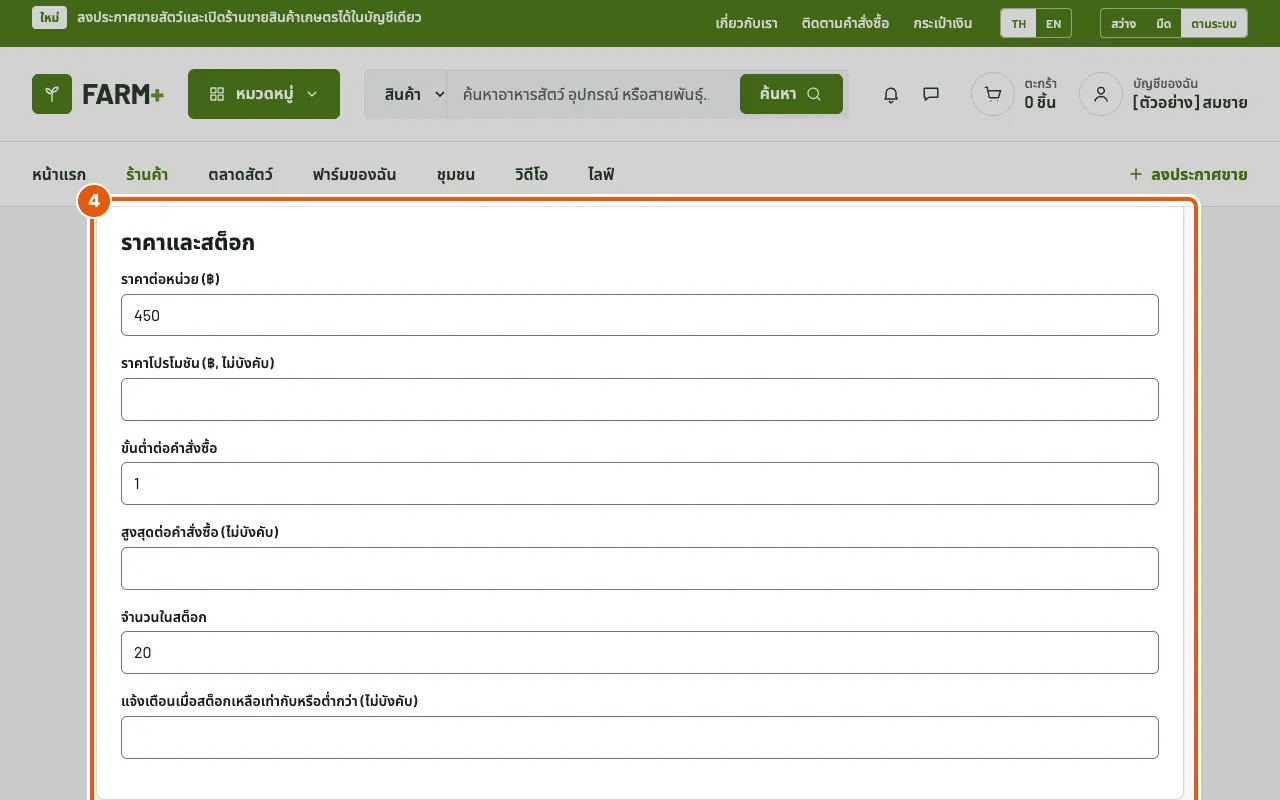 ใหม่ ลงประกาศขายสัตว์และเปิดร้านขายสินค้าเกษตรได้ในบัญชีเดียว
เกี่ยวกับเรา ติดตามคำสั่งซื้อ กระเป๋าเงิน TH EN สว่าง มืด ตามระบบ
FARM+ หมวดหมู่ สินค้า ค้นหาอาหารสัตว์ อุปกรณ์ หรือสายพันธุ์.. ค้นหา
ตะกร้า
0 ชิ้น
บัญชีของฉัน
[ตัวอย่าง] สมชาย
หน้าแรก ร้านค้า ตลาดสัตว์ ฟาร์มของฉัน ชุมชน วิดีโอ ไลฟ์ + ลงประกาศขาย
4
ราคาและสต็อก
ราคาต่อหน่วย (฿)
450
ราคาโปรโมชัน (฿, ไม่บังคับ)
ขั้นต่ำต่อคำสั่งซื้อ
1
สูงสุดต่อคำสั่งซื้อ (ไม่บังคับ)
จำนวนในสต็อก
20
แจ้งเตือนเมื่อสต็อกเหลือเท่ากับหรือต่ำกว่า (ไม่บังคับ)